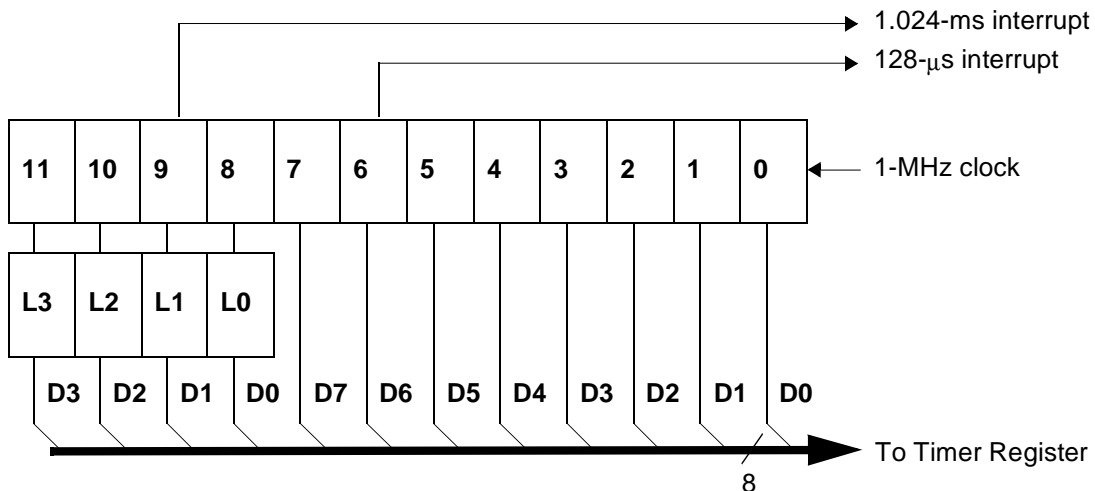 1.024-ms interrupt
128-μs interrupt
11 10 9 8 7 6 5 4 3 2 1 0
1-MHz clock
L3 L2 L1 L0
D3 D2 D1 D0 D7 D6 D5 D4 D3 D2 D1 D0
To Timer Register
8